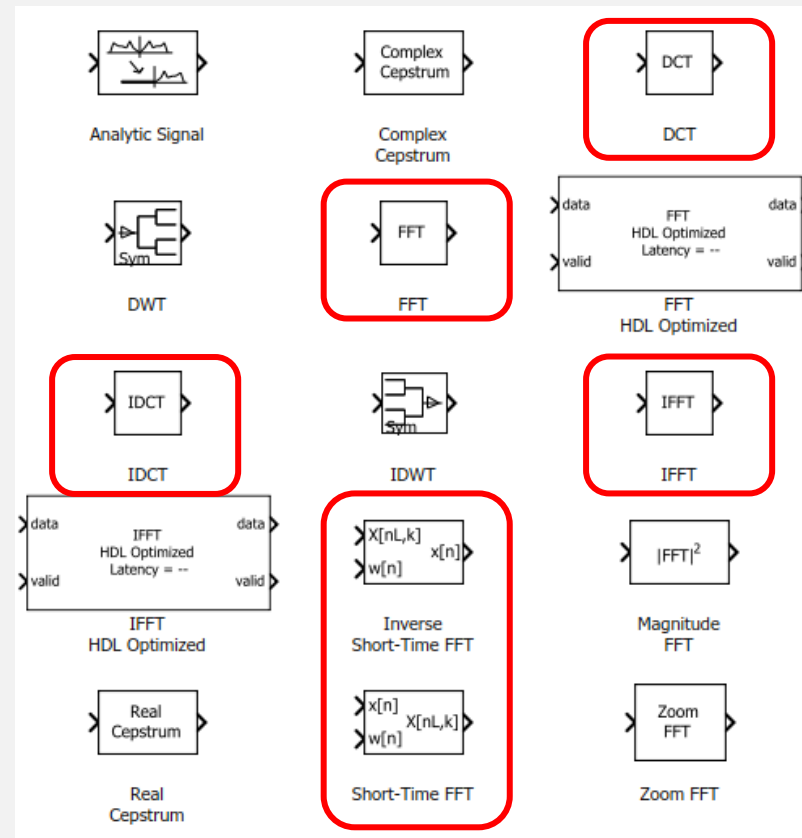 Analytic Signal
Complex
Cepstrum
Complex
Cepstrum
DCT
DCT
Sym
DWT
FFT
FFT
data
valid
FFT
HDL Optimized
Latency = --
data
valid
FFT
HDL Optimized
IDCT
IDCT
Sym
IDWT
IFFT
IFFT
data
valid
IFFT
HDL Optimized
Latency = --
data
valid
IFFT
HDL Optimized
X[nL,k]
w[n]
x[n]
Inverse
Short-Time FFT
|FFT|²
Magnitude
FFT
Real
Cepstrum
Real
Cepstrum
x[n]
w[n]
X[nL,k]
Short-Time FFT
Zoom
FFT
Zoom FFT